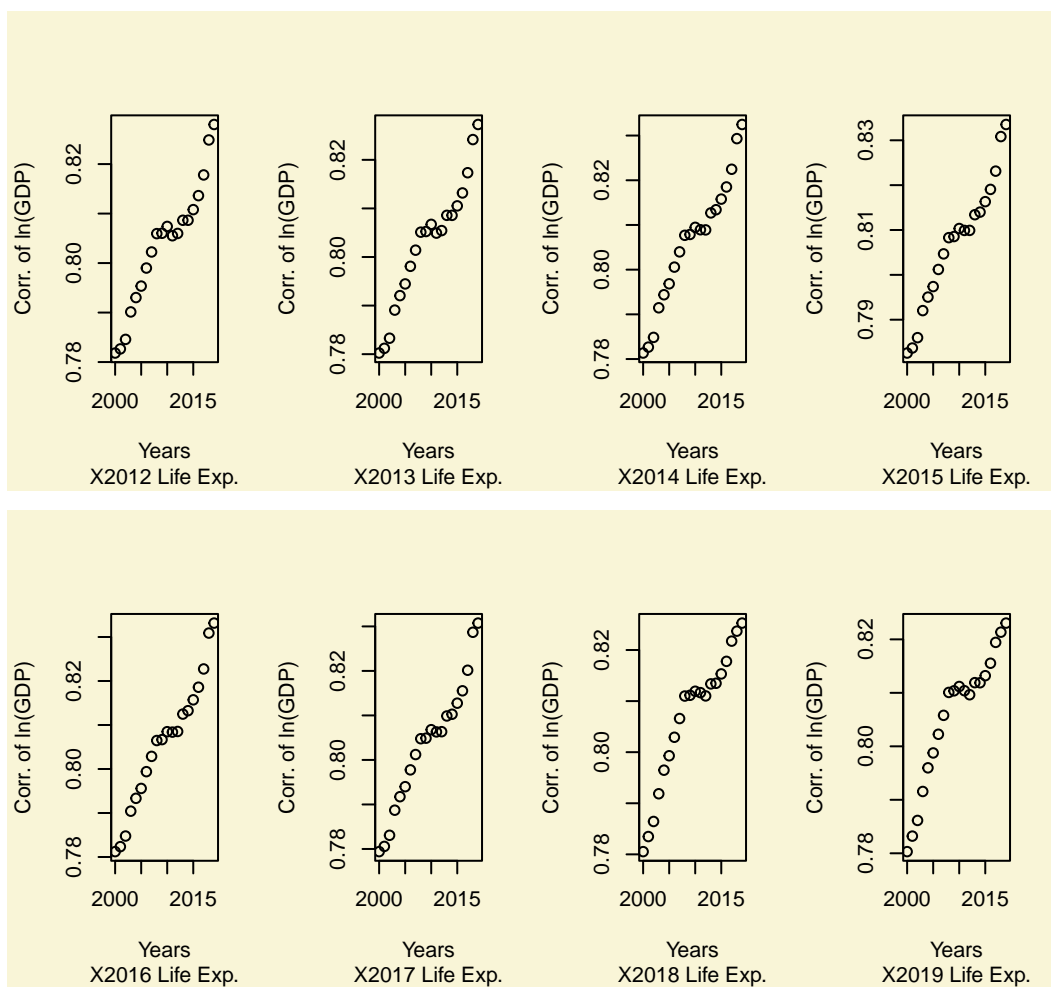 Corr. of ln(GDP)
0.78 0.80 0.82
2000 2015
Years
X2012 Life Exp.
Corr. of ln(GDP)
0.78 0.80 0.82
2000 2015
Years
X2013 Life Exp.
Corr. of ln(GDP)
0.78 0.80 0.82
2000 2015
Years
X2014 Life Exp.
Corr. of ln(GDP)
0.79 0.81 0.83
2000 2015
Years
X2015 Life Exp.
Corr. of ln(GDP)
0.78 0.80 0.82
2000 2015
Years
X2016 Life Exp.
Corr. of ln(GDP)
0.78 0.80 0.82
2000 2015
Years
X2017 Life Exp.
Corr. of ln(GDP)
0.78 0.80 0.82
2000 2015
Years
X2018 Life Exp.
Corr. of ln(GDP)
0.78 0.80 0.82
2000 2015
Years
X2019 Life Exp.